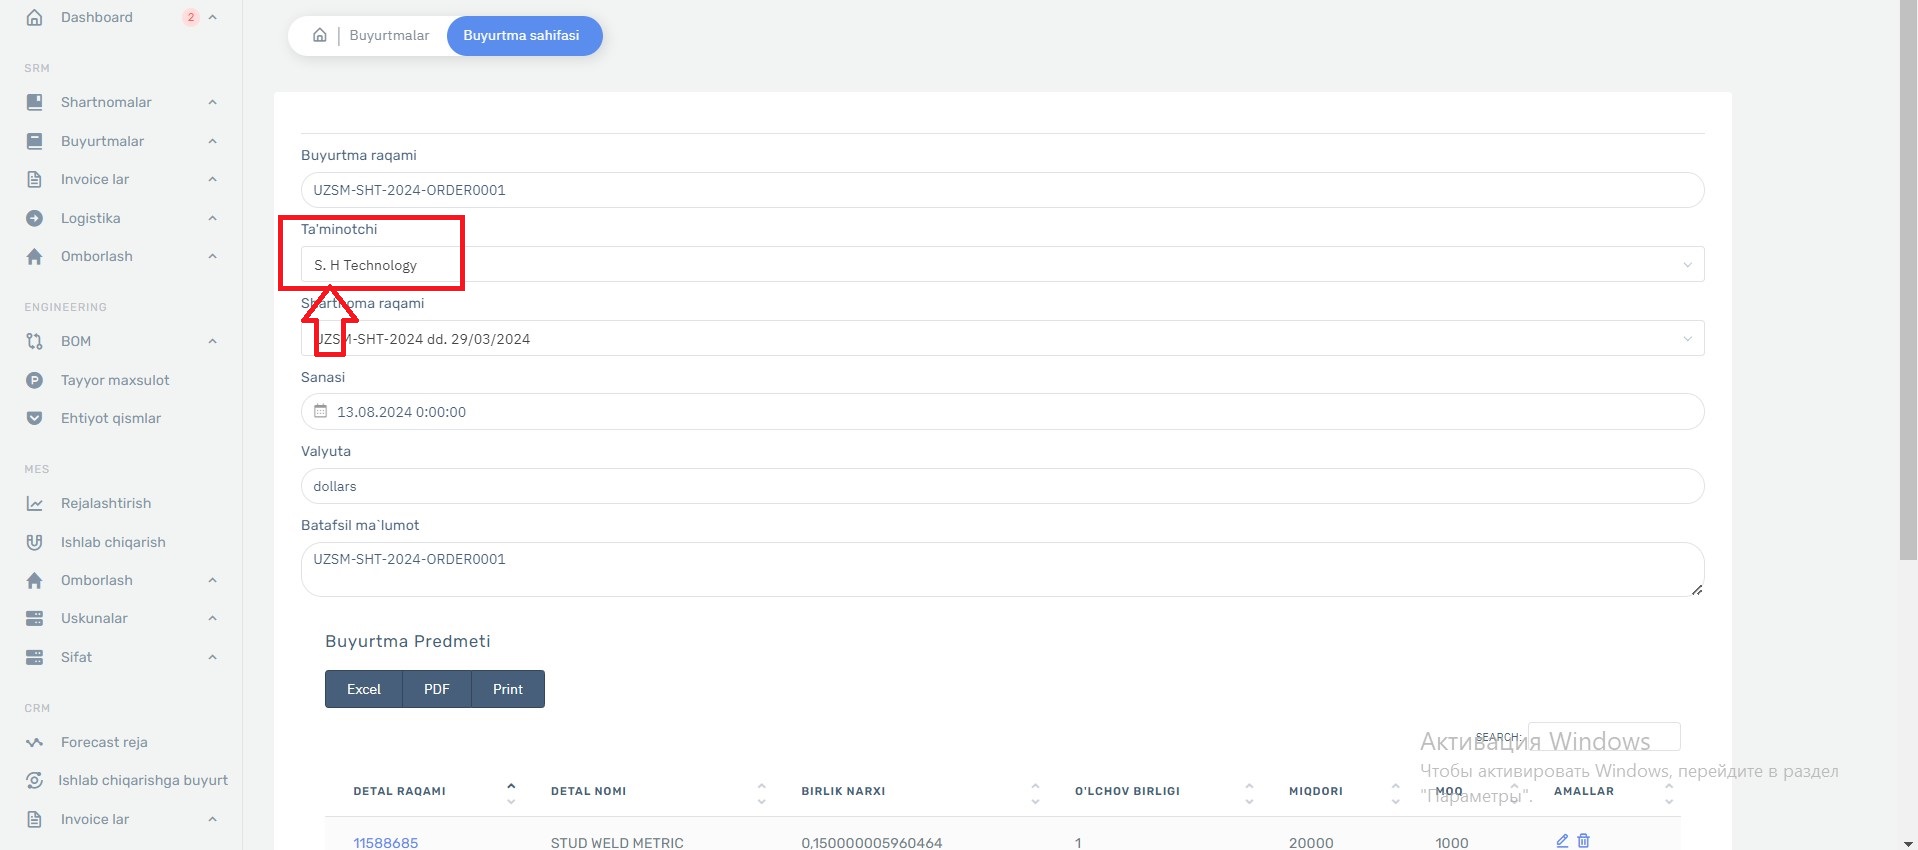 Dashboard 2
SRM
Shartnomalar
Buyurtmalar
Invoice lar
Logistika
Omborlash
ENGINEERING
BOM
Tayyor maxsulot
Ehtiyot qismlar
MES
Rejalashtirish
Ishlab chiqarish
Omborlash
Uskunalar
Sifat
CRM
Forecast reja
Ishlab chiqarishga buyurt
Invoice lar
Buyurtmalar Buyurtma sahifasi
Buyurtma raqami
UZSM-SHT-2024-ORDER0001
Ta'minotchi
S. H Technology
Shartnoma raqami
UZSM-SHT-2024 dd. 29/03/2024
Sanasi
13.08.2024 0:00:00
Valyuta
dollars
Batafsil ma`lumot
UZSM-SHT-2024-ORDER0001
Buyurtma Predmeti
Excel PDF Print
SEARCH:
DETAL RAQAMI DETAL NOMI BIRLIK NARXI O'LCHOV BIRLIGI MIQDORI MOQ AMALLAR
11588685 STUD WELD METRIC 0,150000005960464 1 20000 1000
Активация Windows
Чтобы активировать Windows, перейдите в раздел
"Параметры".